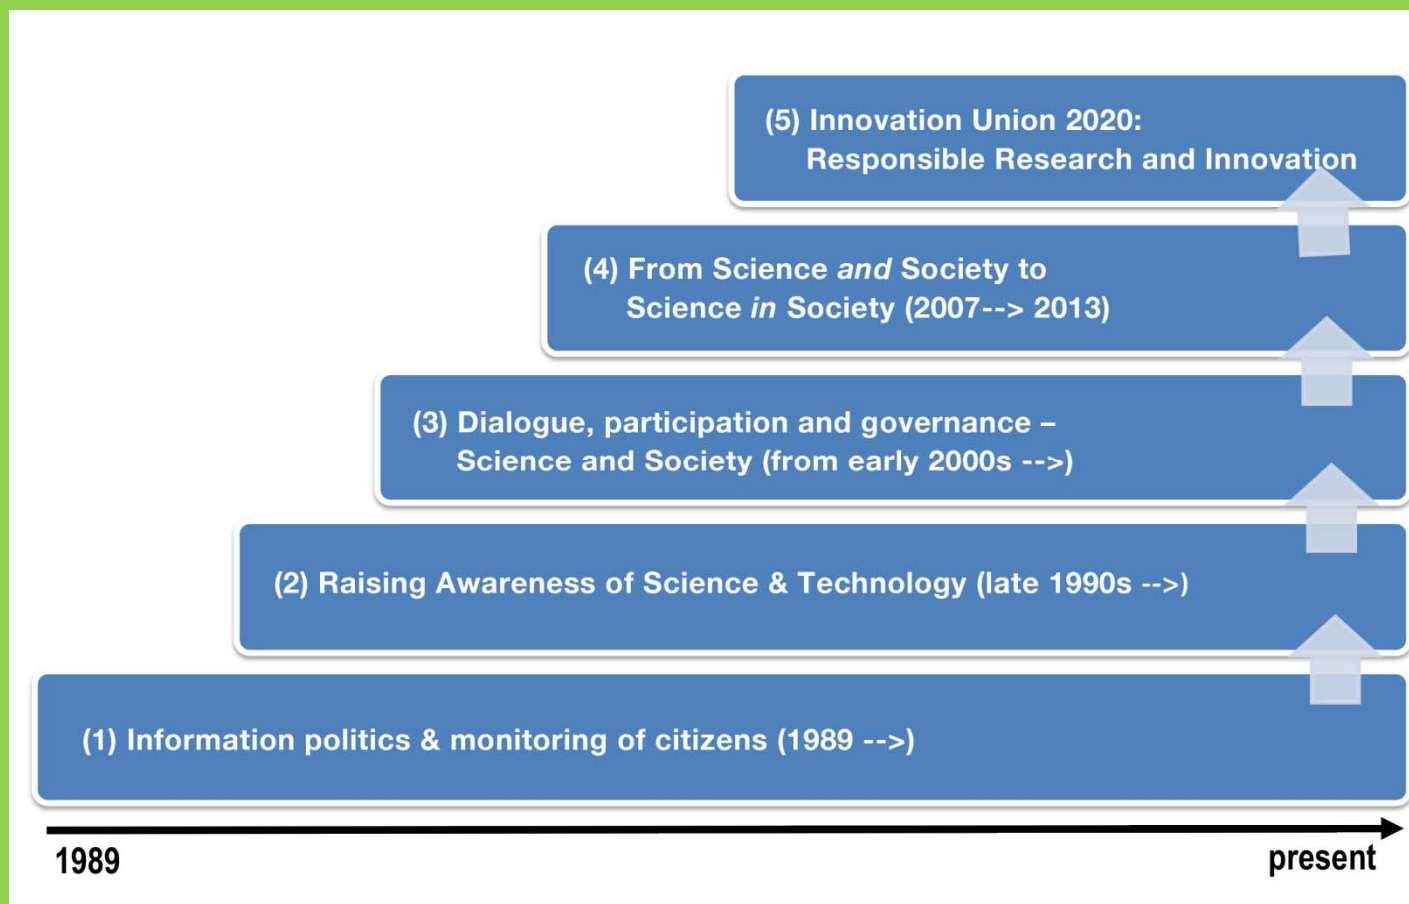 (5) Innovation Union 2020:
Responsible Research and Innovation
(4) From Science and Society to
Science in Society (2007--> 2013)
(3) Dialogue, participation and governance –
Science and Society (from early 2000s -->)
(2) Raising Awareness of Science & Technology (late 1990s -->)
(1) Information politics & monitoring of citizens (1989 -->)
1989
present